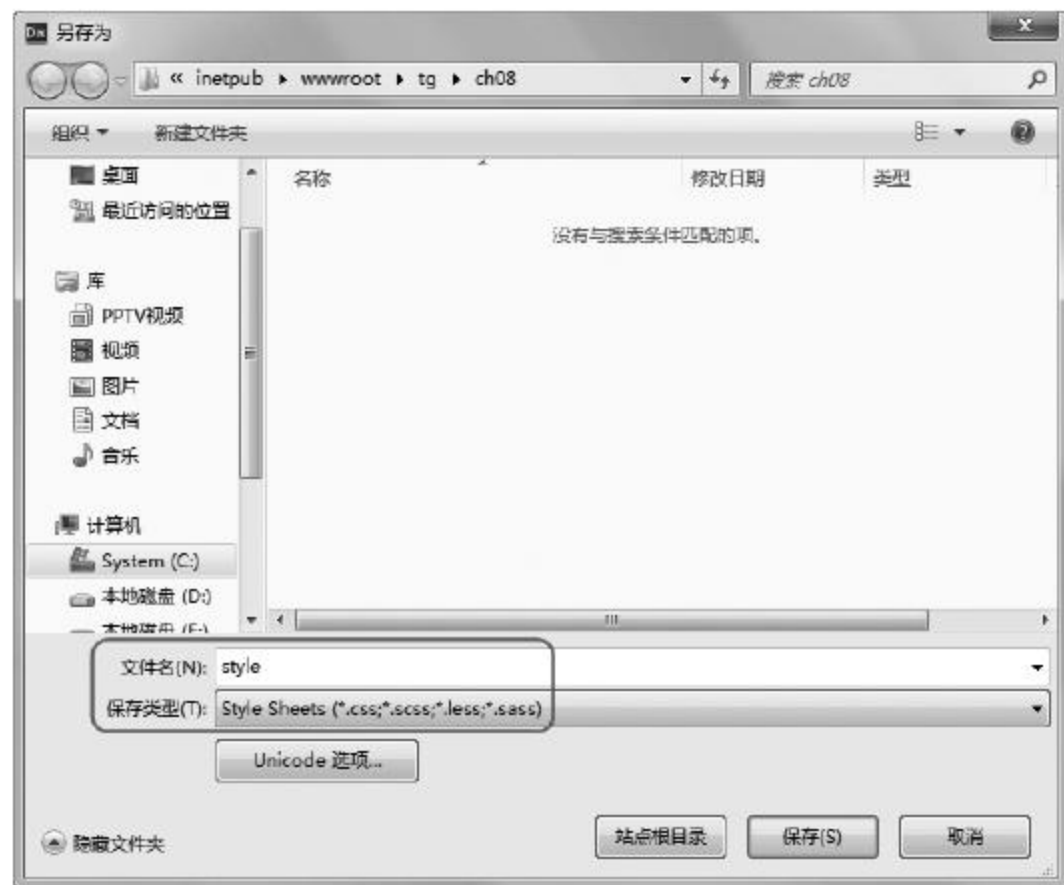 Dw 另存为
x
« inetpub ▸ wwwroot ▸ tg ▸ ch08
搜索 ch08
组织 新建文件夹
名称 修改日期 类型
没有与搜索条件匹配的项。
桌面
最近访问的位置
库
PPTV视频
视频
图片
文档
音乐
计算机
System (C:)
本地磁盘 (D:)
本地磁盘 (E:)
文件名(N): style
保存类型(T): Style Sheets (*.css;*.scss;*.less;*.sass)
Unicode 选项...
隐藏文件夹
站点根目录 保存(S) 取消